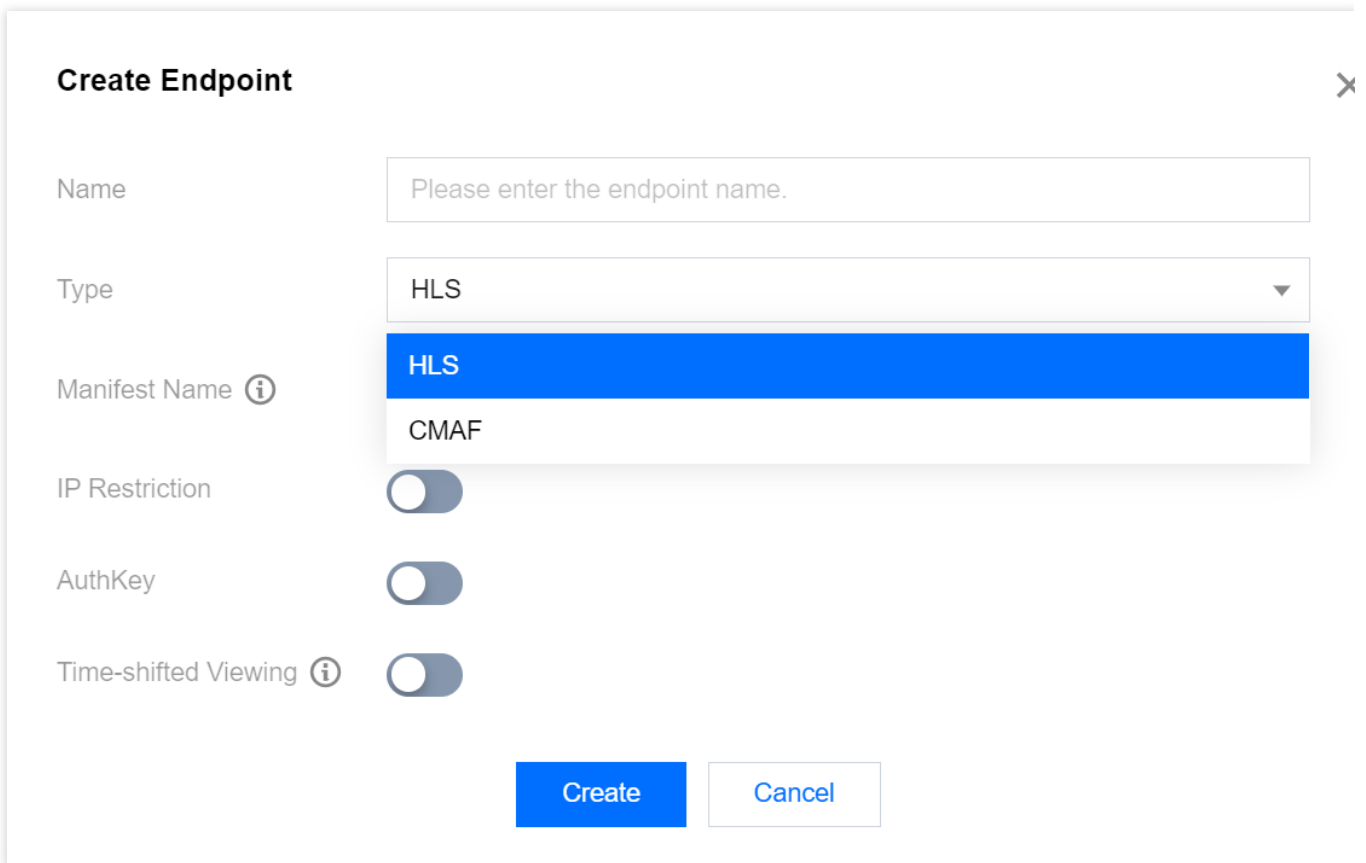 Create Endpoint
Name
Please enter the endpoint name.
Type
HLS
HLS
Manifest Name
CMAF
IP Restriction
AuthKey
Time-shifted Viewing
Create
Cancel